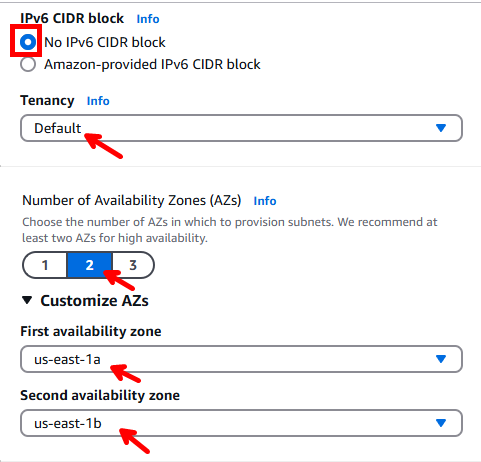 IPv6 CIDR block Info
No IPv6 CIDR block
Amazon-provided IPv6 CIDR block
Tenancy Info
Default
Number of Availability Zones (AZs) Info
Choose the number of AZs in which to provision subnets. We recommend at
least two AZs for high availability.
1 2 3
Customize AZs
First availability zone
us-east-1a
Second availability zone
us-east-1b